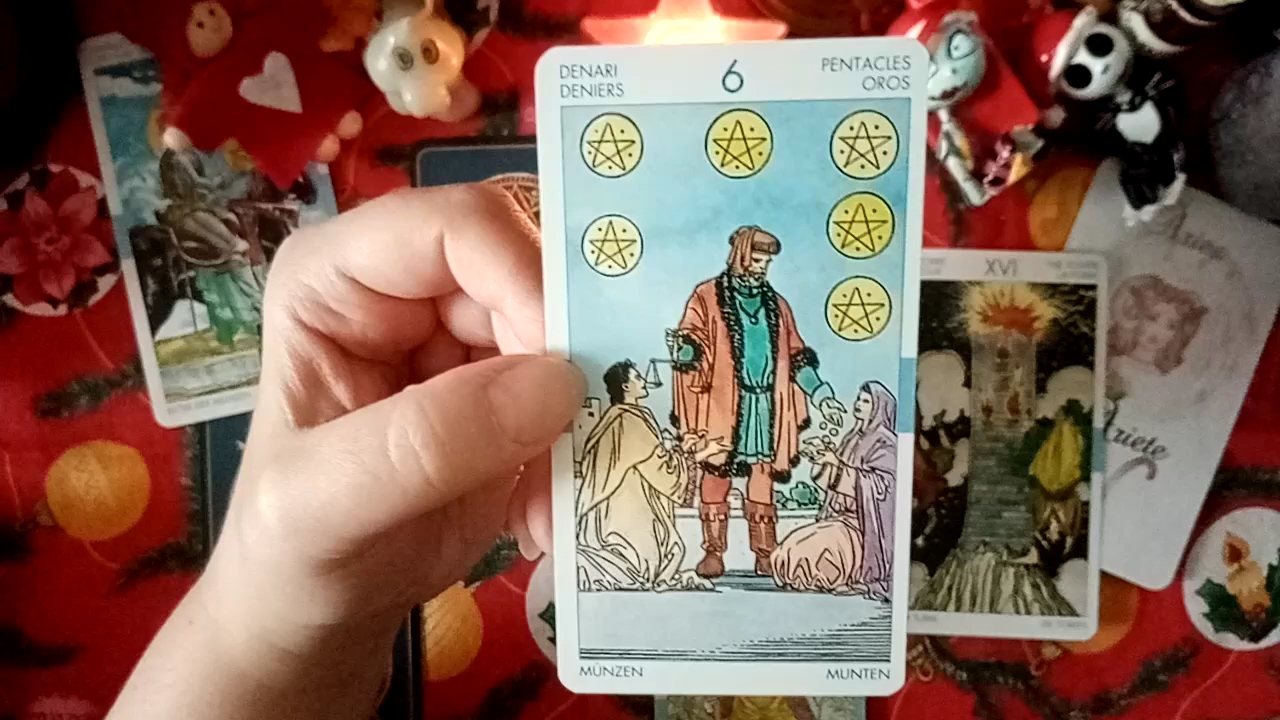 DENARI
DENIERS
6
PENTACLES
OROS
MÜNZEN
MUNTEN
XVI
Ariete